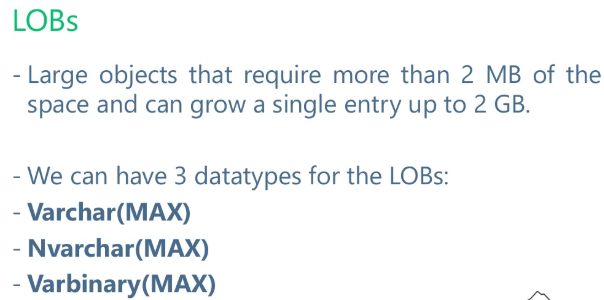 LOBs
- Large objects that require more than 2 MB of the
space and can grow a single entry up to 2 GB.
- We can have 3 datatypes for the LOBs:
- Varchar(MAX)
- Nvarchar(MAX)
- Varbinary(MAX)